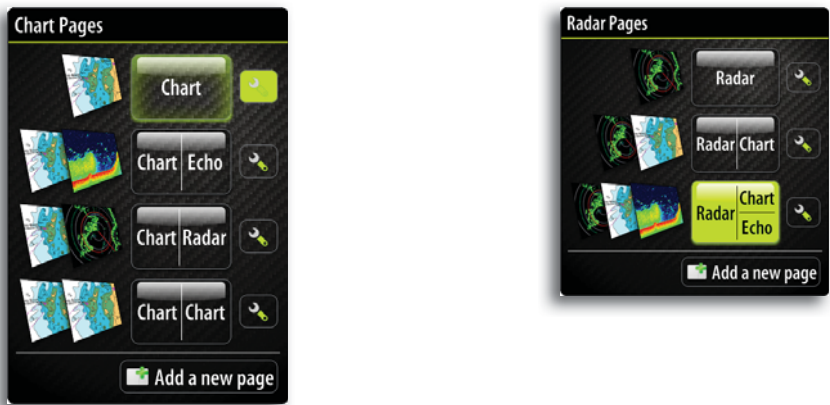 Chart Pages
Chart
Chart Echo
Chart Radar
Chart Chart
Add a new page
Radar Pages
Radar
Radar Chart
Radar Chart
Echo
Add a new page